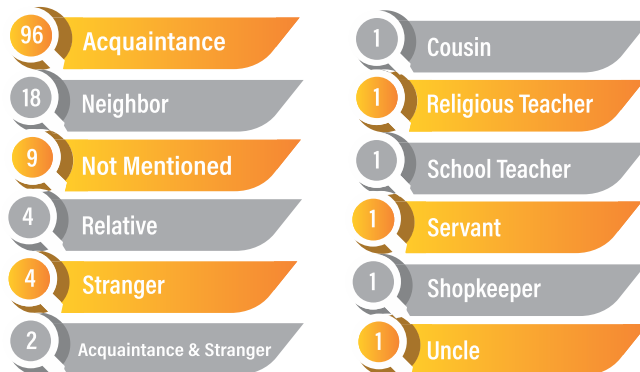 96 Acquaintance
18 Neighbor
9 Not Mentioned
4 Relative
4 Stranger
2 Acquaintance & Stranger
1 Cousin
1 Religious Teacher
1 School Teacher
1 Servant
1 Shopkeeper
1 Uncle